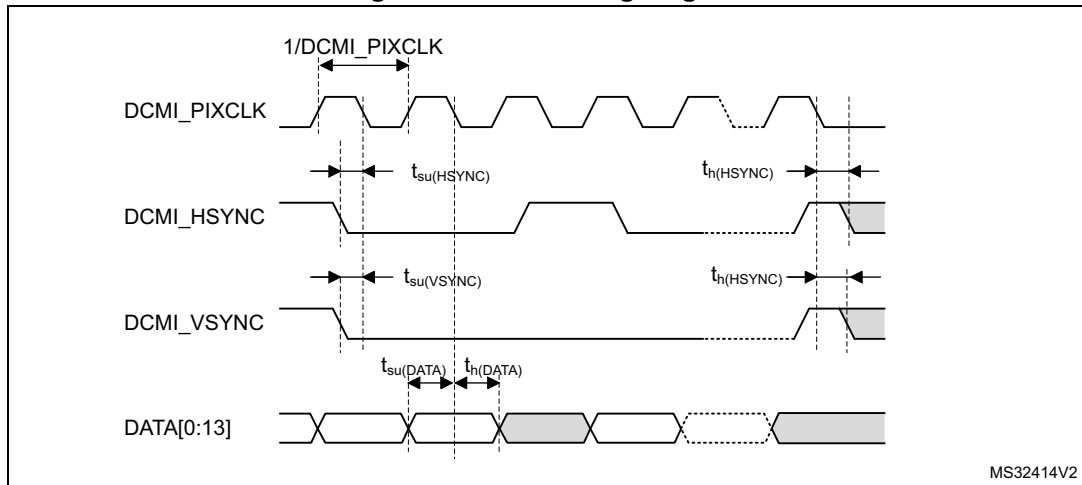 1/DCMI_PIXCLK
DCMI_PIXCLK
tsu(HSYNC) th(HSYNC)
DCMI_HSYNC
tsu(VSYNC) th(HSYNC)
DCMI_VSYNC
tsu(DATA) th(DATA)
DATA[0:13]
MS32414V2